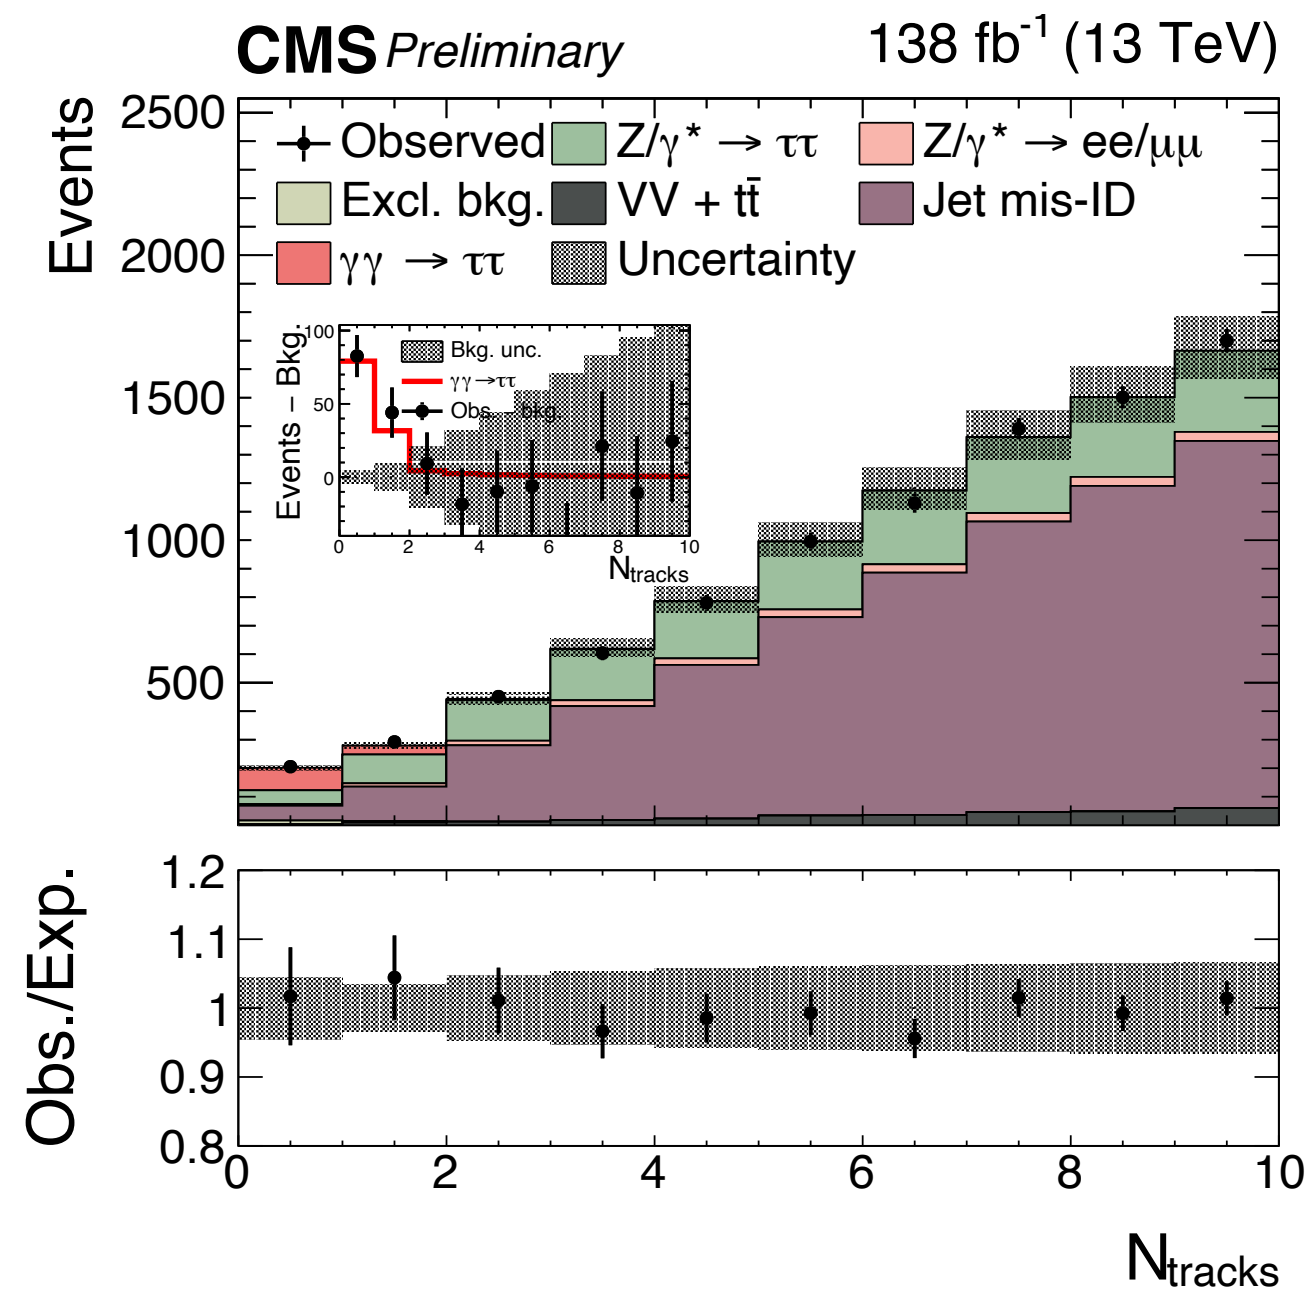 CMS Preliminary 138 fb⁻¹ (13 TeV)
Events
2500
2000
1500
1000
500
Observed Z/γ* → ττ Z/γ* → ee/μμ
Excl. bkg. VV + tt̄ Jet mis-ID
γγ → ττ Uncertainty
Events − Bkg.
100
50
0
Bkg. unc.
γγ→ττ
Obs. − bkg.
0 2 4 6 8 10
Ntracks
Obs./Exp.
1.2
1.1
1
0.9
0.8
0 2 4 6 8 10
Ntracks